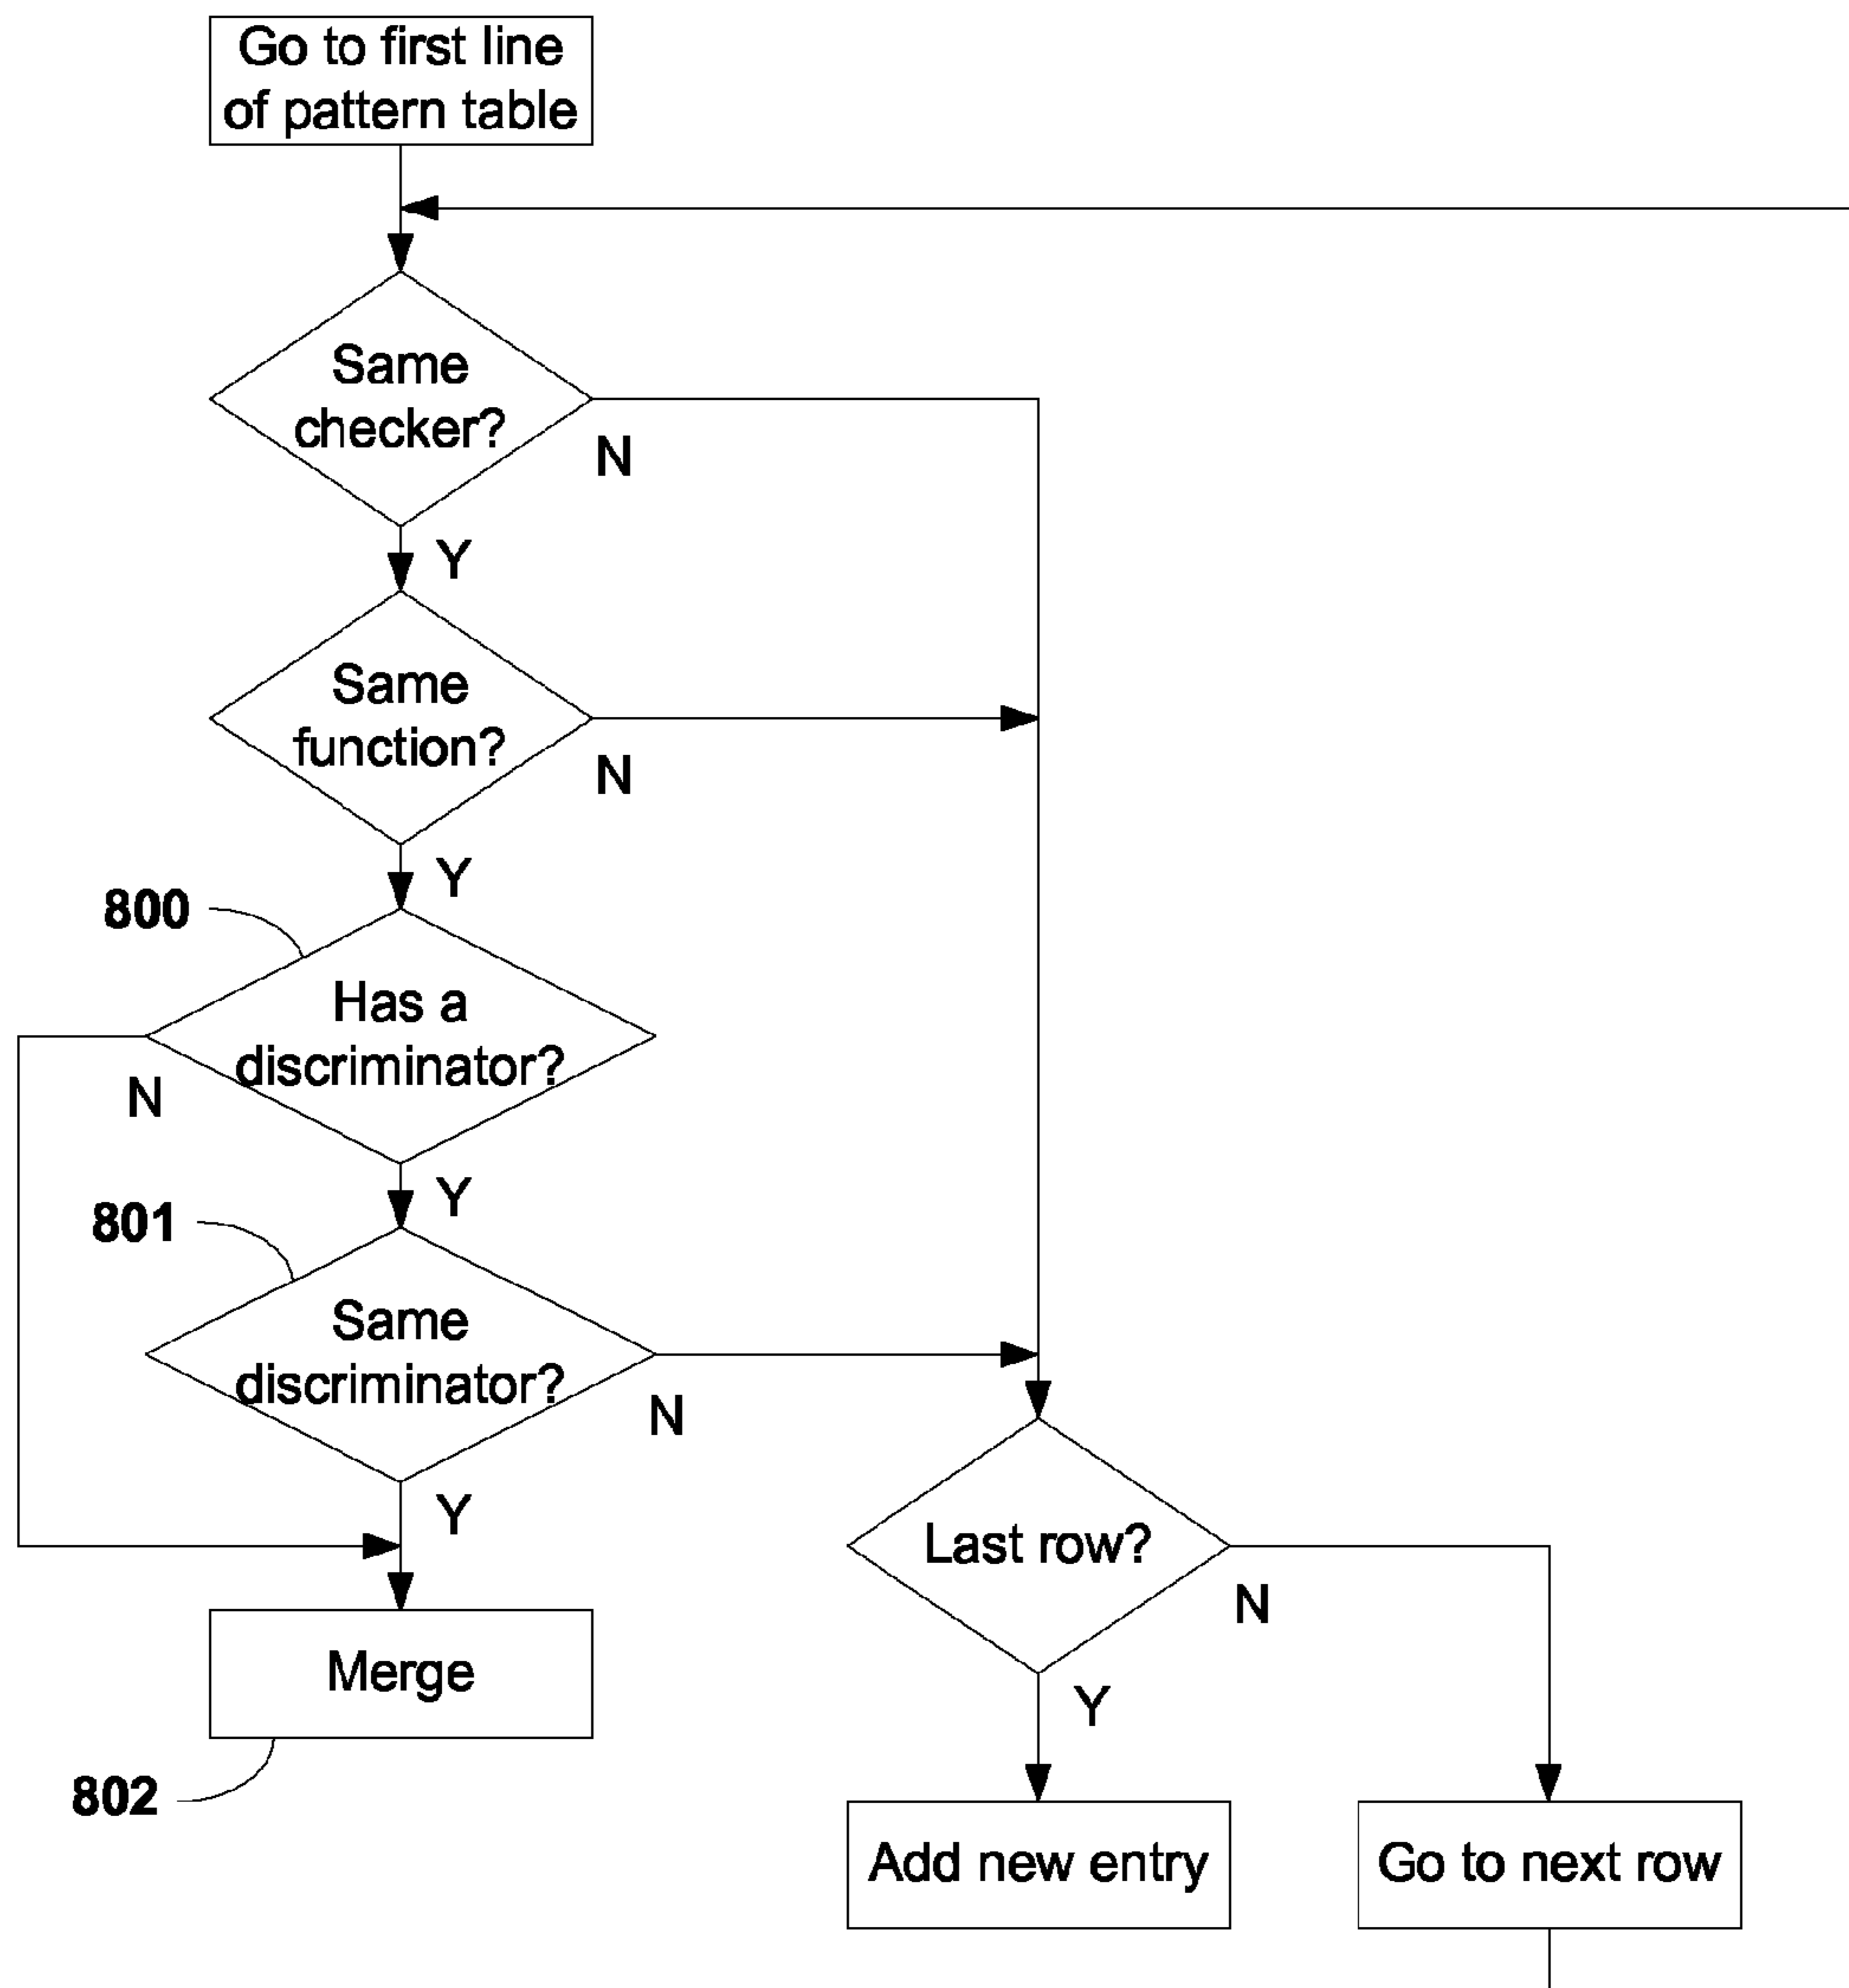 Go to first line
of pattern table
Same
checker?
N
Y
Same
function?
N
Y
800
Has a
discriminator?
N
Y
801
Same
discriminator?
N
Y
Last row?
N
Y
Merge
802
Add new entry
Go to next row